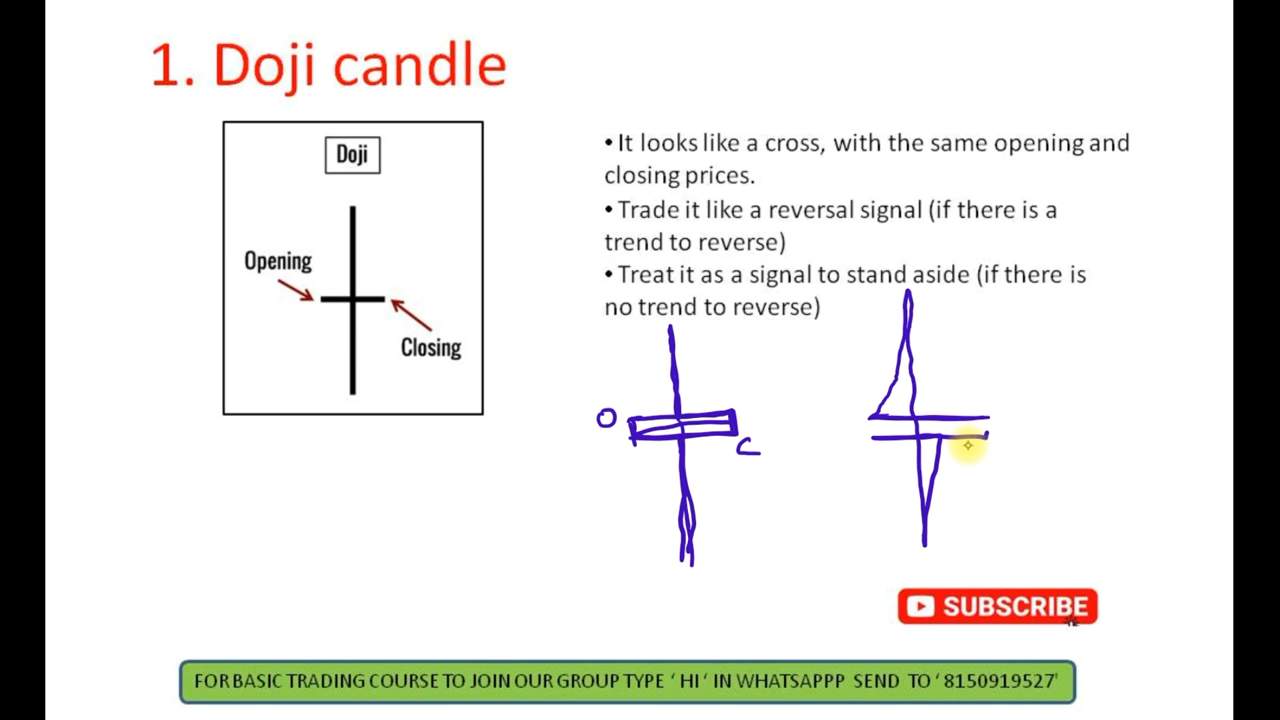 1. Doji candle
Doji
Opening
Closing
• It looks like a cross, with the same opening and
closing prices.
• Trade it like a reversal signal (if there is a
trend to reverse)
• Treat it as a signal to stand aside (if there is
no trend to reverse)
O
C
SUBSCRIBE
FOR BASIC TRADING COURSE TO JOIN OUR GROUP TYPE ‘ HI ‘ IN WHATSAPPP SEND TO ‘ 8150919527'